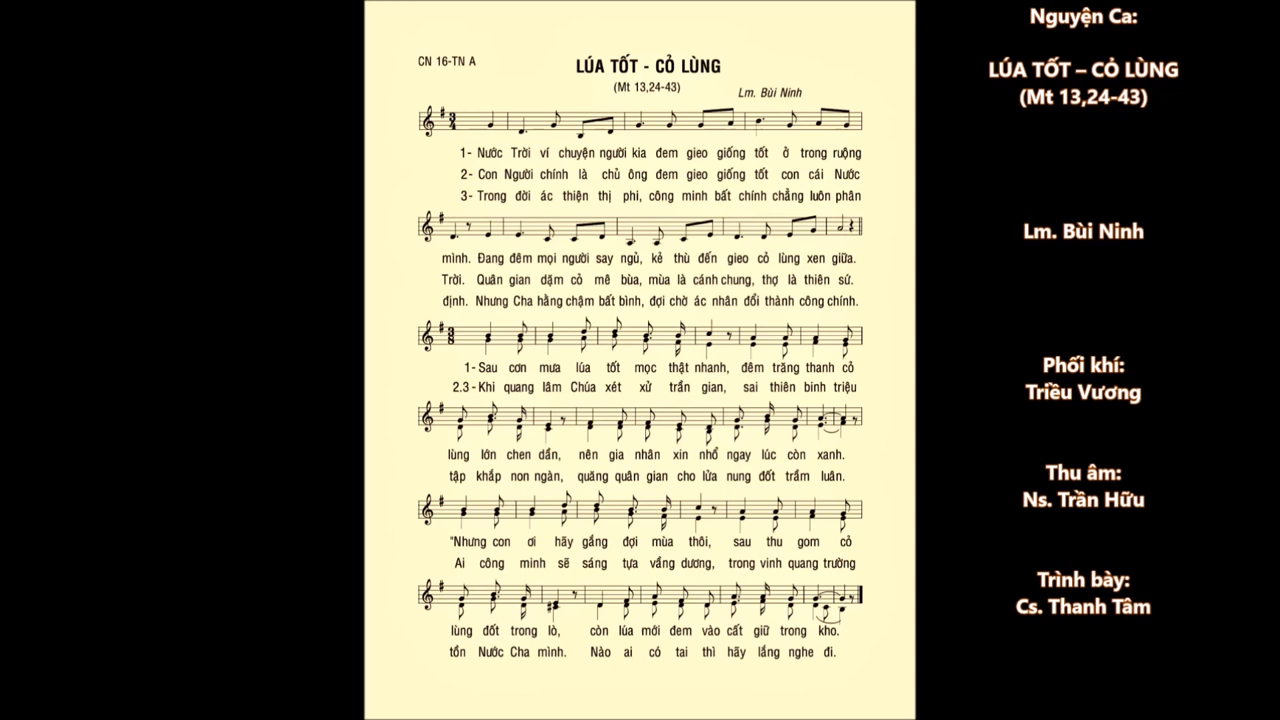 CN 16-TN A
LÚA TỐT - CỎ LÙNG
(Mt 13,24-43)
Lm. Bùi Ninh
3
4
1- Nước Trời ví chuyện người kia đem gieo giống tốt ở trong ruộng
2- Con Người chính là chủ ông đem gieo giống tốt con cái Nước
3- Trong đời ác thiện thị phi, công minh bất chính chẳng luôn phân
mình. Đang đêm mọi người say ngủ, kẻ thù đến gieo cỏ lùng xen giữa.
Trời. Quân gian dặm cỏ mê bùa, mùa là cánh chung, thợ là thiên sứ.
định. Nhưng Cha hằng chậm bất bình, đợi chờ ác nhân đổi thành công chính.
3
8
1- Sau cơn mưa lúa tốt mọc thật nhanh, đêm trăng thanh cỏ
2.3 - Khi quang lâm Chúa xét xử trần gian, sai thiên binh triệu
lùng lớn chen dần, nên gia nhân xin nhổ ngay lúc còn xanh.
tập khắp non ngàn, quăng quân gian cho lửa nung đốt trầm luân.
"Nhưng con ơi hãy gắng đợi mùa thôi, sau thu gom cỏ
Ai công minh sẽ sáng tựa vầng dương, trong vinh quang trường
lùng đốt trong lò, còn lúa mới đem vào cất giữ trong kho.
tồn Nước Cha mình. Nào ai có tai thì hãy lắng nghe đi.
Nguyện Ca:
LÚA TỐT – CỎ LÙNG
(Mt 13,24-43)
Lm. Bùi Ninh
Phối khí:
Triều Vương
Thu âm:
Ns. Trần Hữu
Trình bày:
Cs. Thanh Tâm